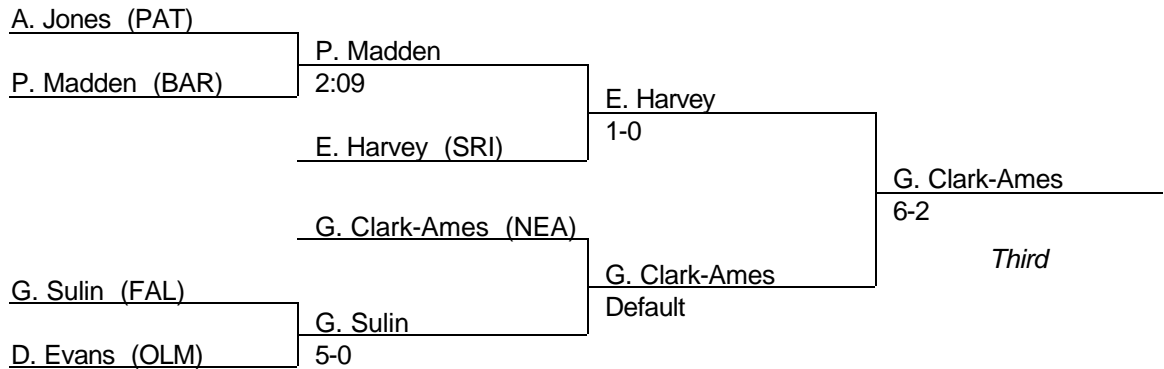 A. Jones (PAT)
P. Madden
P. Madden (BAR)
2:09
E. Harvey
1-0
E. Harvey (SRI)
G. Clark-Ames
6-2
G. Clark-Ames (NEA)
Third
G. Clark-Ames
G. Sulin (FAL)
Default
G. Sulin
D. Evans (OLM)
5-0